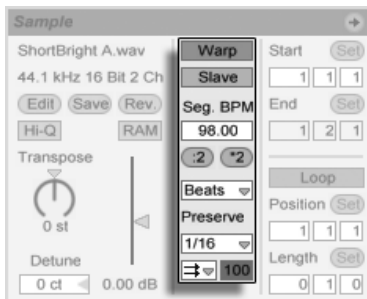 Sample
ShortBright A.wav
44.1 kHz 16 Bit 2 Ch
Edit Save Rev.
Hi-Q RAM
Transpose
0 st
Detune
0 ct 0.00 dB
Warp
Slave
Seg. BPM
98.00
:2 *2
Beats
Preserve
1/16
100
Start Set
1 1 1
End Set
1 2 1
Loop
Position Set
1 1 1
Length Set
0 1 0